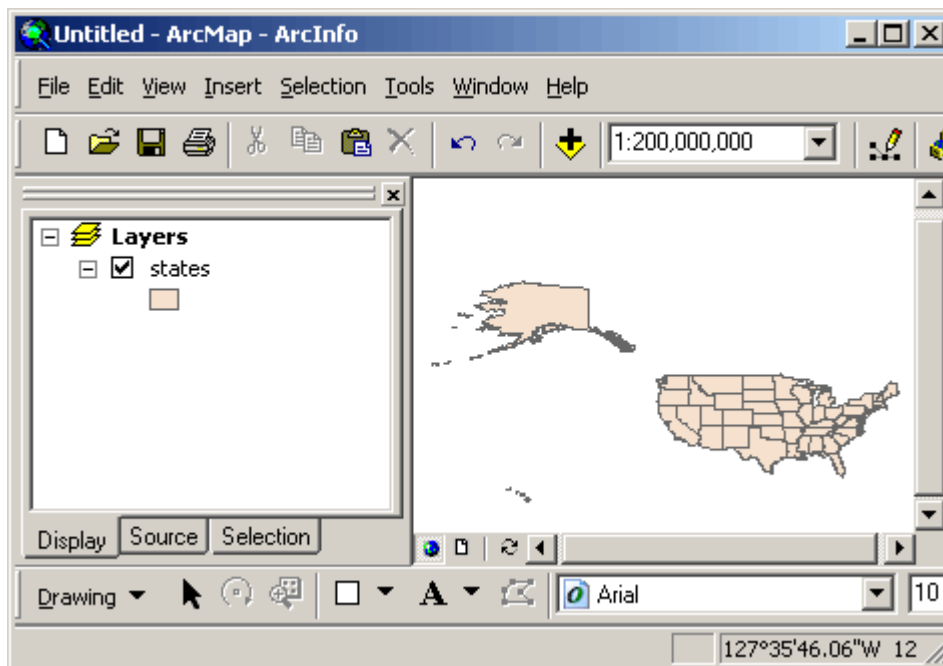 Untitled - ArcMap - ArcInfo
File Edit View Insert Selection Tools Window Help
1:200,000,000
Layers
states
Display Source Selection
Drawing A Arial 10
127°35'46.06"W 12